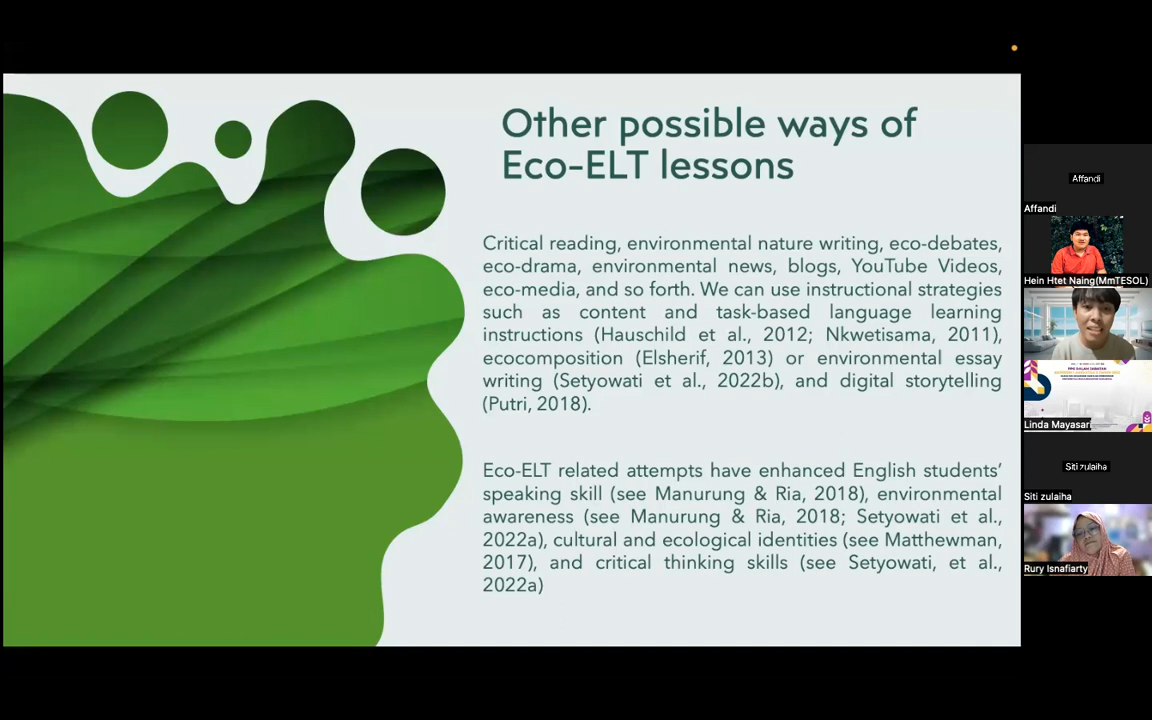 Other possible ways of
Eco-ELT lessons
Critical reading, environmental nature writing, eco-debates,
eco-drama, environmental news, blogs, YouTube Videos,
eco-media, and so forth. We can use instructional strategies
such as content and task-based language learning
instructions (Hauschild et al., 2012; Nkwetisama, 2011),
ecocomposition (Elsherif, 2013) or environmental essay
writing (Setyowati et al., 2022b), and digital storytelling
(Putri, 2018).
Eco-ELT related attempts have enhanced English students'
speaking skill (see Manurung & Ria, 2018), environmental
awareness (see Manurung & Ria, 2018; Setyowati et al.,
2022a), cultural and ecological identities (see Matthewman,
2017), and critical thinking skills (see Setyowati, et al.,
2022a)
Affandi
Affandi
Hein Htet Naing(MmTESOL)
PPG DALAM JABATAN
Linda Mayasari
Siti zulaiha
Siti zulaiha
Rury Isnafiarty